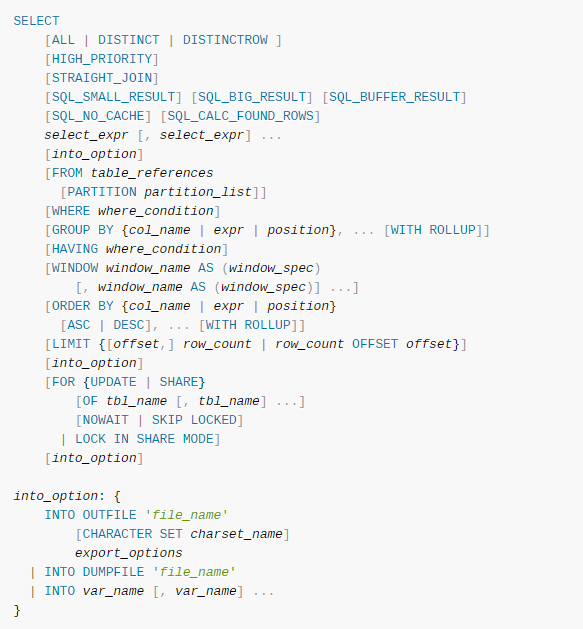 SELECT
    [ALL | DISTINCT | DISTINCTROW ]
    [HIGH_PRIORITY]
    [STRAIGHT_JOIN]
    [SQL_SMALL_RESULT] [SQL_BIG_RESULT] [SQL_BUFFER_RESULT]
    [SQL_NO_CACHE] [SQL_CALC_FOUND_ROWS]
    select_expr [, select_expr] ...
    [into_option]
    [FROM table_references
      [PARTITION partition_list]]
    [WHERE where_condition]
    [GROUP BY {col_name | expr | position}, ... [WITH ROLLUP]]
    [HAVING where_condition]
    [WINDOW window_name AS (window_spec)
        [, window_name AS (window_spec)] ...]
    [ORDER BY {col_name | expr | position}
      [ASC | DESC], ... [WITH ROLLUP]]
    [LIMIT {[offset,] row_count | row_count OFFSET offset}]
    [into_option]
    [FOR {UPDATE | SHARE}
        [OF tbl_name [, tbl_name] ...]
        [NOWAIT | SKIP LOCKED]
      | LOCK IN SHARE MODE]
    [into_option]

into_option: {
    INTO OUTFILE 'file_name'
        [CHARACTER SET charset_name]
        export_options
  | INTO DUMPFILE 'file_name'
  | INTO var_name [, var_name] ...
}